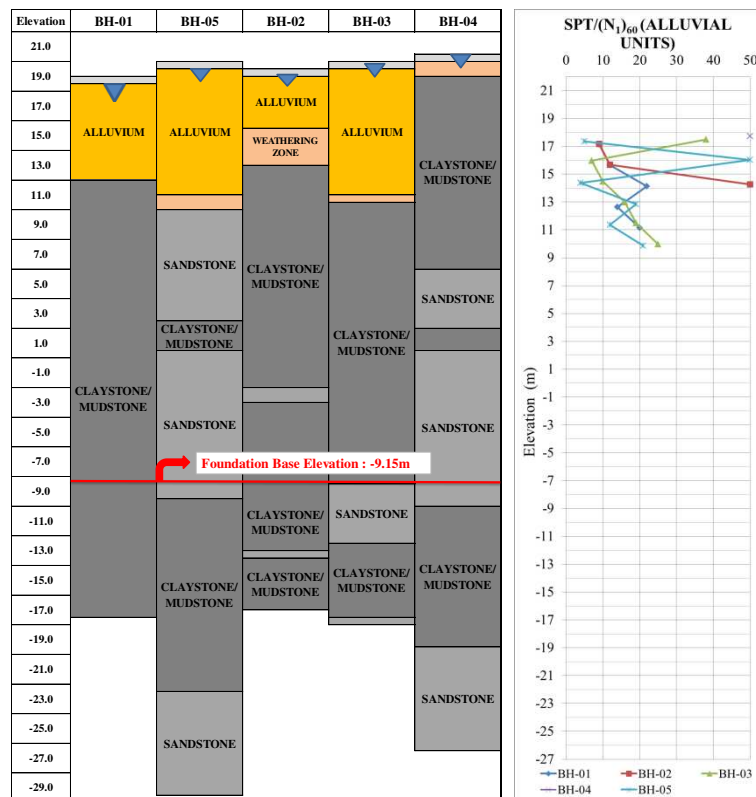 Elevation BH-01 BH-05 BH-02 BH-03 BH-04
21.0
19.0
17.0
15.0
13.0
11.0
9.0
7.0
5.0
3.0
1.0
-1.0
-3.0
-5.0
-7.0
-9.0
-11.0
-13.0
-15.0
-17.0
-19.0
-21.0
-23.0
-25.0
-27.0
-29.0
ALLUVIUM
CLAYSTONE/
MUDSTONE
ALLUVIUM
SANDSTONE
CLAYSTONE/
MUDSTONE
SANDSTONE
CLAYSTONE/
MUDSTONE
SANDSTONE
ALLUVIUM
WEATHERING
ZONE
CLAYSTONE/
MUDSTONE
CLAYSTONE/
MUDSTONE
CLAYSTONE/
MUDSTONE
ALLUVIUM
CLAYSTONE/
MUDSTONE
SANDSTONE
CLAYSTONE/
MUDSTONE
CLAYSTONE/
MUDSTONE
SANDSTONE
SANDSTONE
CLAYSTONE/
MUDSTONE
SANDSTONE
Foundation Base Elevation : -9.15m
SPT/(N1)60 (ALLUVIAL
UNITS)
0 10 20 30 40 50
21
19
17
15
13
11
9
7
5
3
1
-1
-3
-5
-7
-9
-11
-13
-15
-17
-19
-21
-23
-25
-27
Elevation (m)
BH-01 BH-02 BH-03
BH-04 BH-05